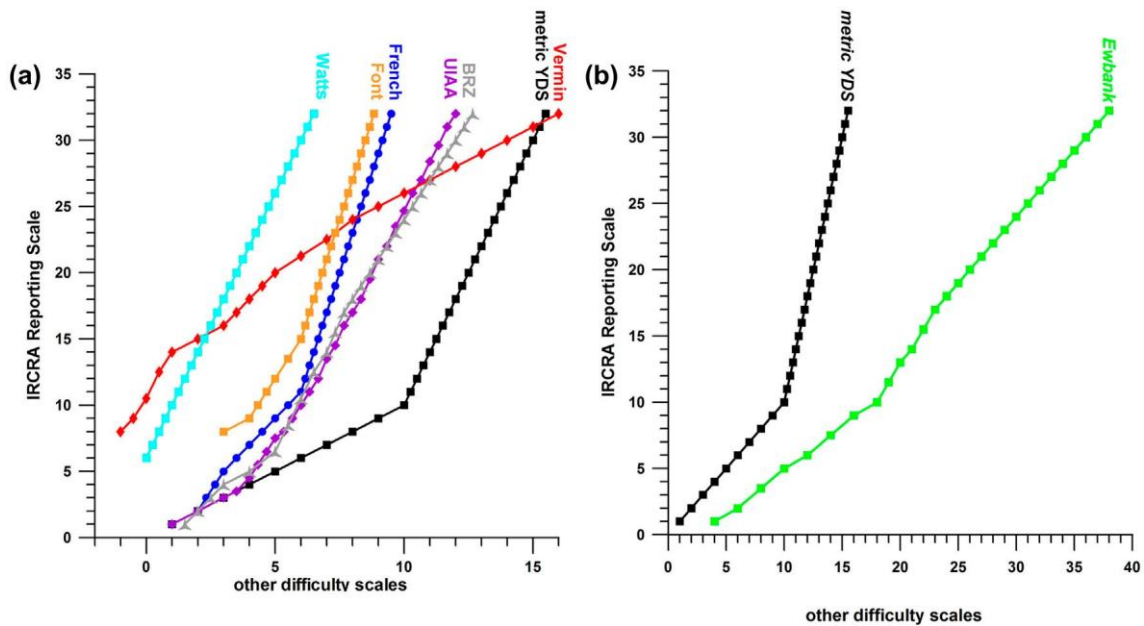 (a)
Watts
Font
French
UIAA
BRZ
metric YDS
Vermin
35
30
25
20
15
10
5
0
IRCRA Reporting Scale
0
5
10
15
other difficulty scales
(b)
metric YDS
Ewbank
35
30
25
20
15
10
5
0
IRCRA Reporting Scale
0
5
10
15
20
25
30
35
40
other difficulty scales